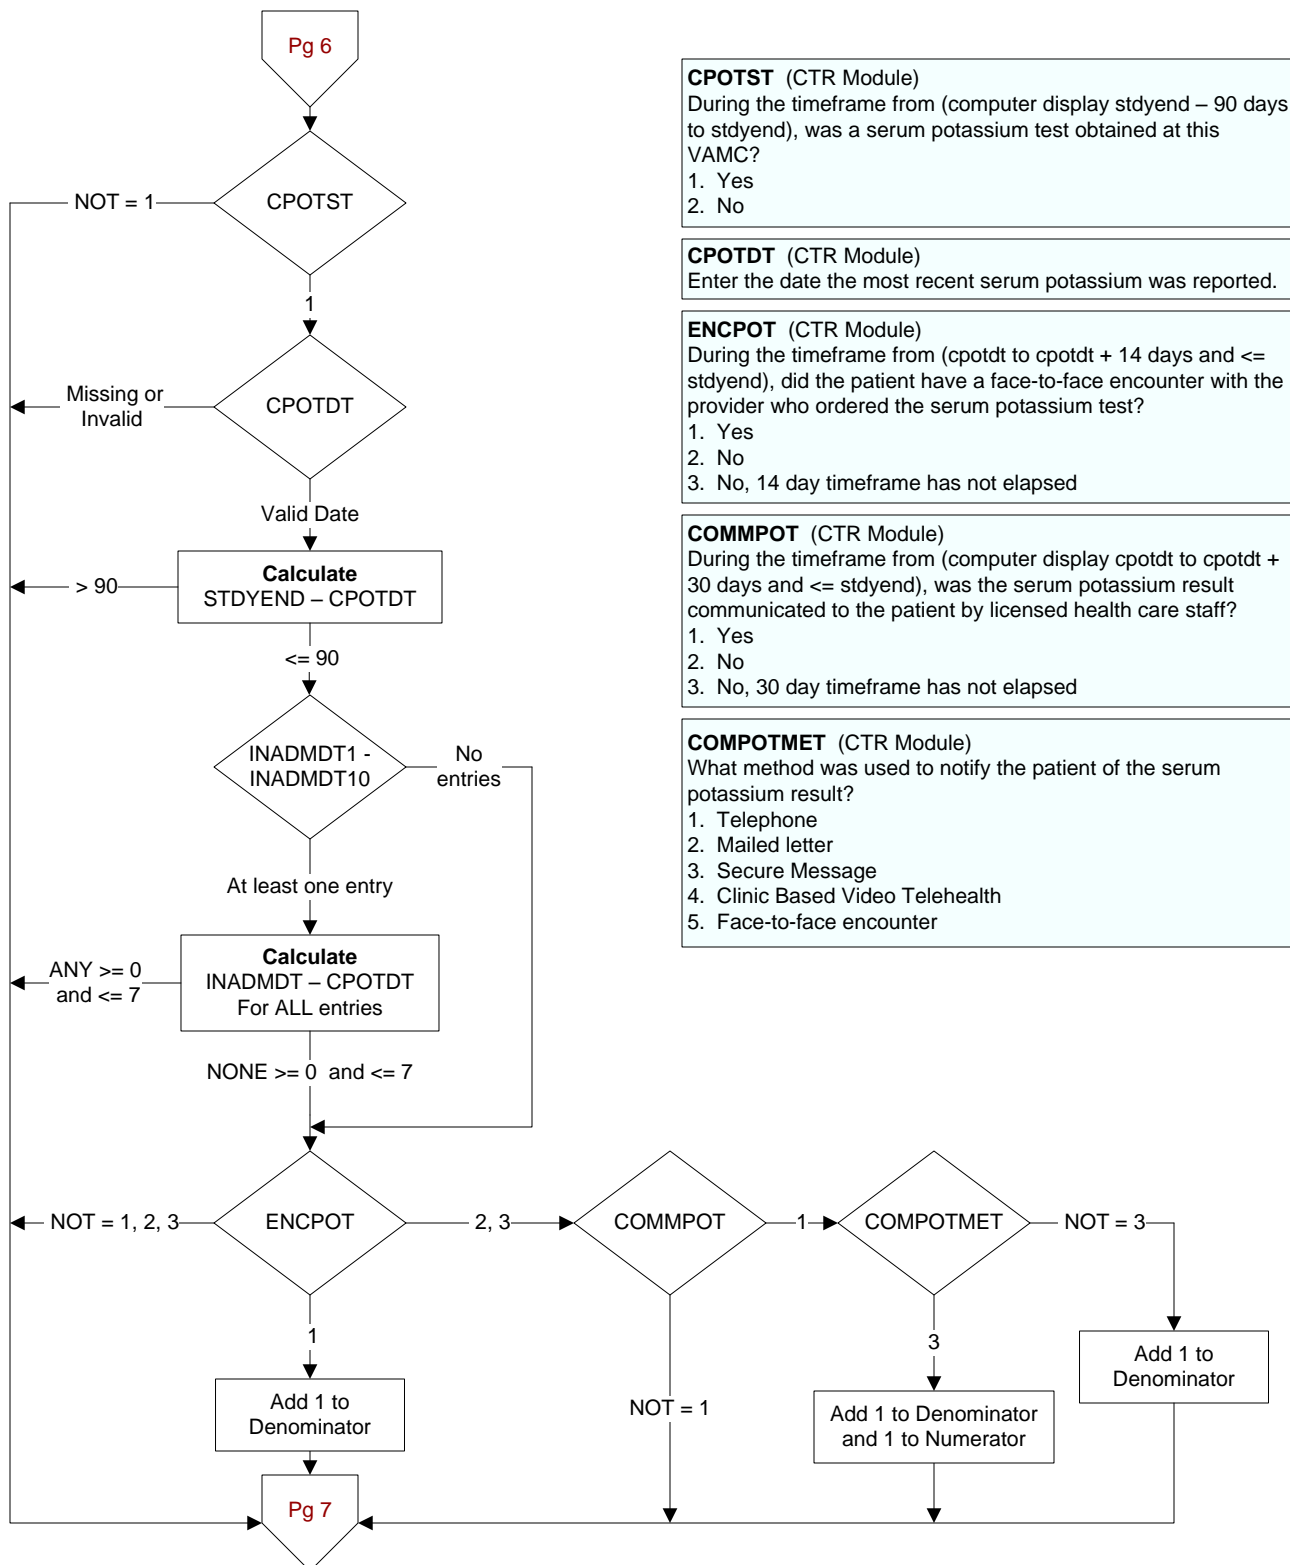 Pg 6
CPOTST
NOT = 1
1
CPOTDT
Missing or
Invalid
Valid Date
Calculate
STDYEND – CPOTDT
> 90
<= 90
INADMDT1 -
INADMDT10
No
entries
At least one entry
Calculate
INADMDT – CPOTDT
For ALL entries
ANY >= 0
and <= 7
NONE >= 0 and <= 7
ENCPOT
NOT = 1, 2, 3
2, 3
COMMPOT
1
COMPOTMET
NOT = 3
1
3
NOT = 1
Add 1 to
Denominator
Add 1 to Denominator
and 1 to Numerator
Add 1 to
Denominator
Pg 7
CPOTST (CTR Module)
During the timeframe from (computer display stdyend – 90 days
to stdyend), was a serum potassium test obtained at this
VAMC?
1. Yes
2. No
CPOTDT (CTR Module)
Enter the date the most recent serum potassium was reported.
ENCPOT (CTR Module)
During the timeframe from (cpotdt to cpotdt + 14 days and <=
stdyend), did the patient have a face-to-face encounter with the
provider who ordered the serum potassium test?
1. Yes
2. No
3. No, 14 day timeframe has not elapsed
COMMPOT (CTR Module)
During the timeframe from (computer display cpotdt to cpotdt +
30 days and <= stdyend), was the serum potassium result
communicated to the patient by licensed health care staff?
1. Yes
2. No
3. No, 30 day timeframe has not elapsed
COMPOTMET (CTR Module)
What method was used to notify the patient of the serum
potassium result?
1. Telephone
2. Mailed letter
3. Secure Message
4. Clinic Based Video Telehealth
5. Face-to-face encounter